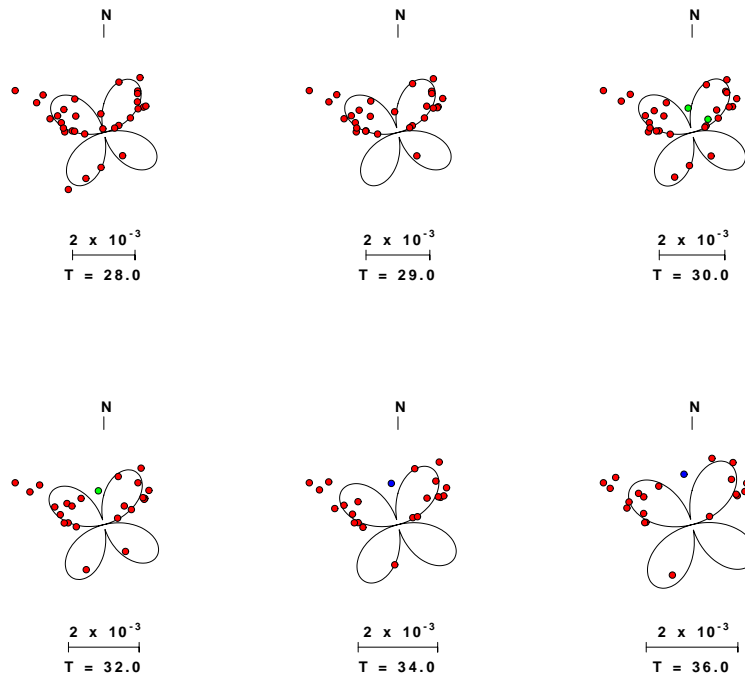 N N N
2 x 10^-3 2 x 10^-3 2 x 10^-3
T = 28.0 T = 29.0 T = 30.0
N N N
2 x 10^-3 2 x 10^-3 2 x 10^-3
T = 32.0 T = 34.0 T = 36.0